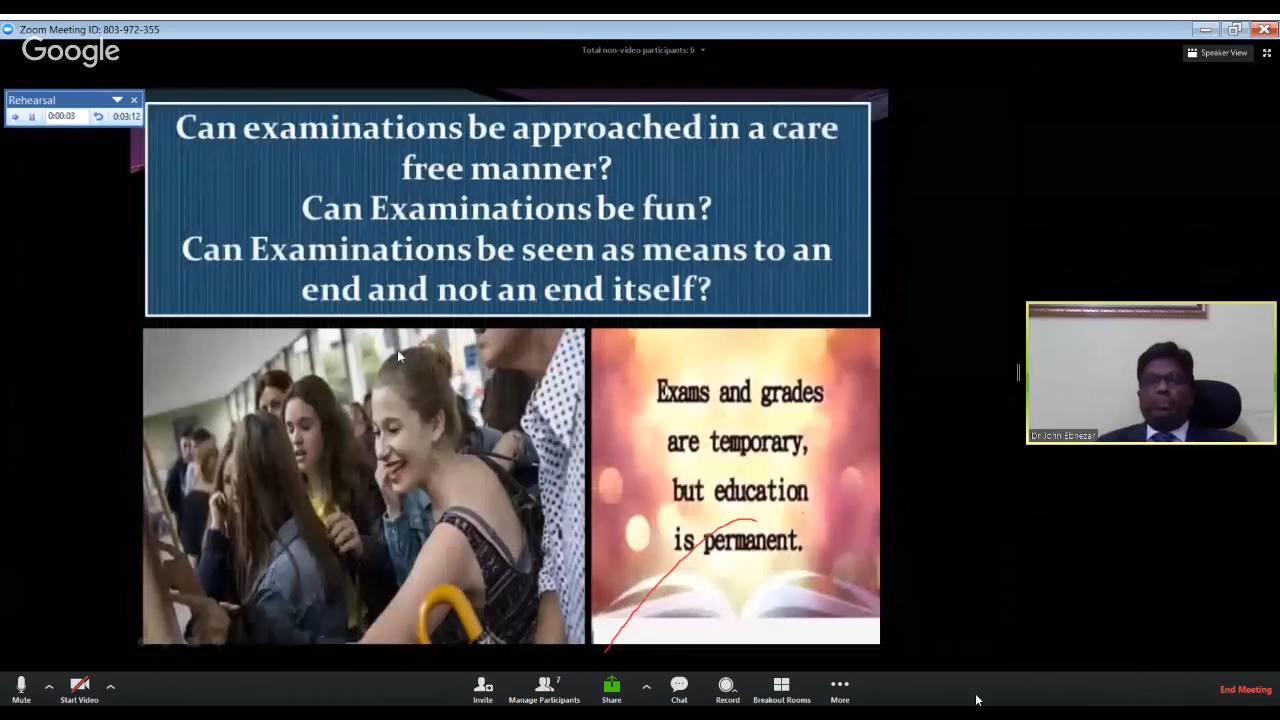 Zoom Meeting ID: 803-972-355
Google
Total non-video participants: 6
Speaker View
Rehearsal
0:00:03
0:03:12
Can examinations be approached in a care
free manner?
Can Examinations be fun?
Can Examinations be seen as means to an
end and not an end itself?
Exams and grades
are temporary,
but education
is permanent.
Dr John Ebnezar
Mute
Start Video
Invite
7
Manage Participants
Share
Chat
Record
Breakout Rooms
More
End Meeting